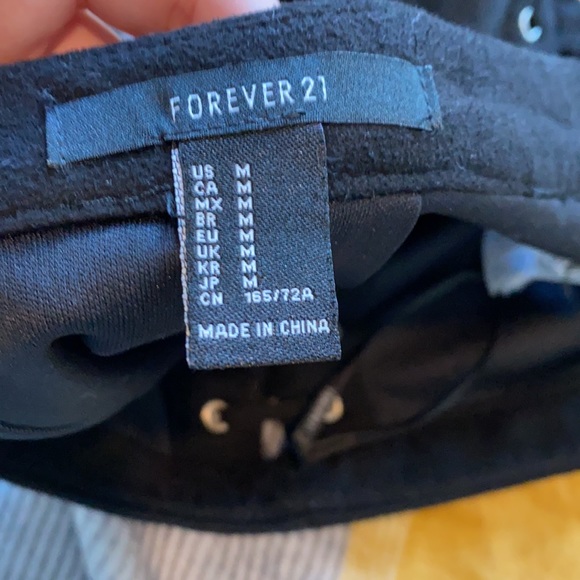 FOREVER 21
US M
CA M
MX M
BR M
EU M
UK M
KR M
JP M
CN 165/72A
MADE IN CHINA